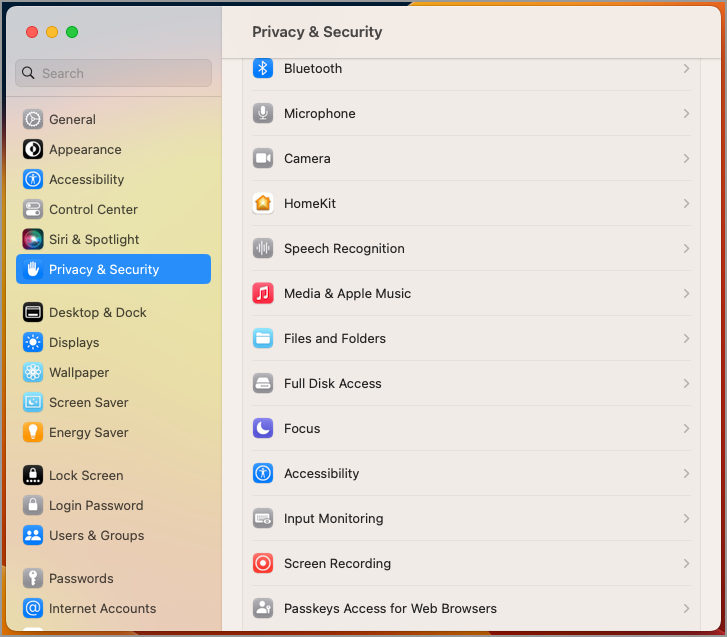 Search
General
Appearance
Accessibility
Control Center
Siri & Spotlight
Privacy & Security
Desktop & Dock
Displays
Wallpaper
Screen Saver
Energy Saver
Lock Screen
Login Password
Users & Groups
Passwords
Internet Accounts
Privacy & Security
Bluetooth
Microphone
Camera
HomeKit
Speech Recognition
Media & Apple Music
Files and Folders
Full Disk Access
Focus
Accessibility
Input Monitoring
Screen Recording
Passkeys Access for Web Browsers